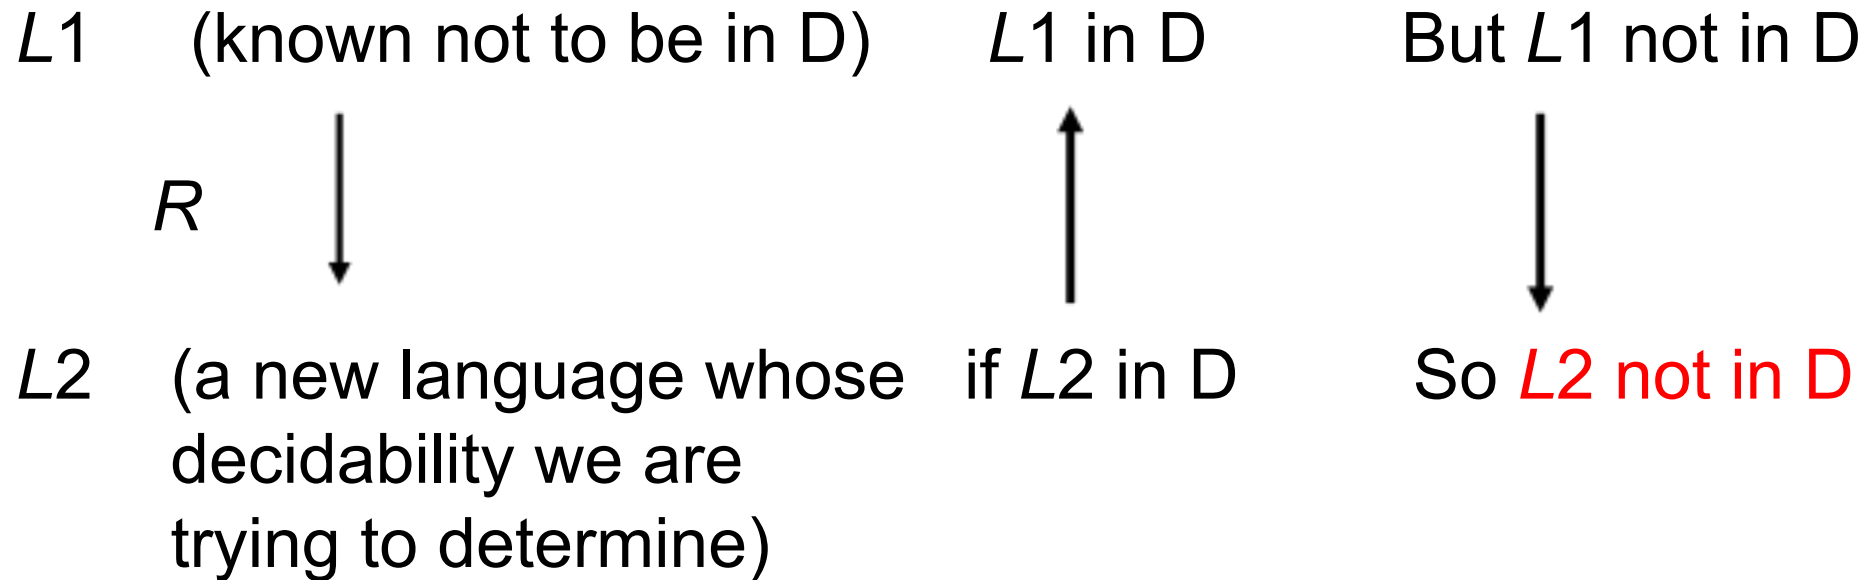 L1 (known not to be in D) L1 in D But L1 not in D
R
L2 (a new language whose if L2 in D So L2 not in D
decidability we are
trying to determine)